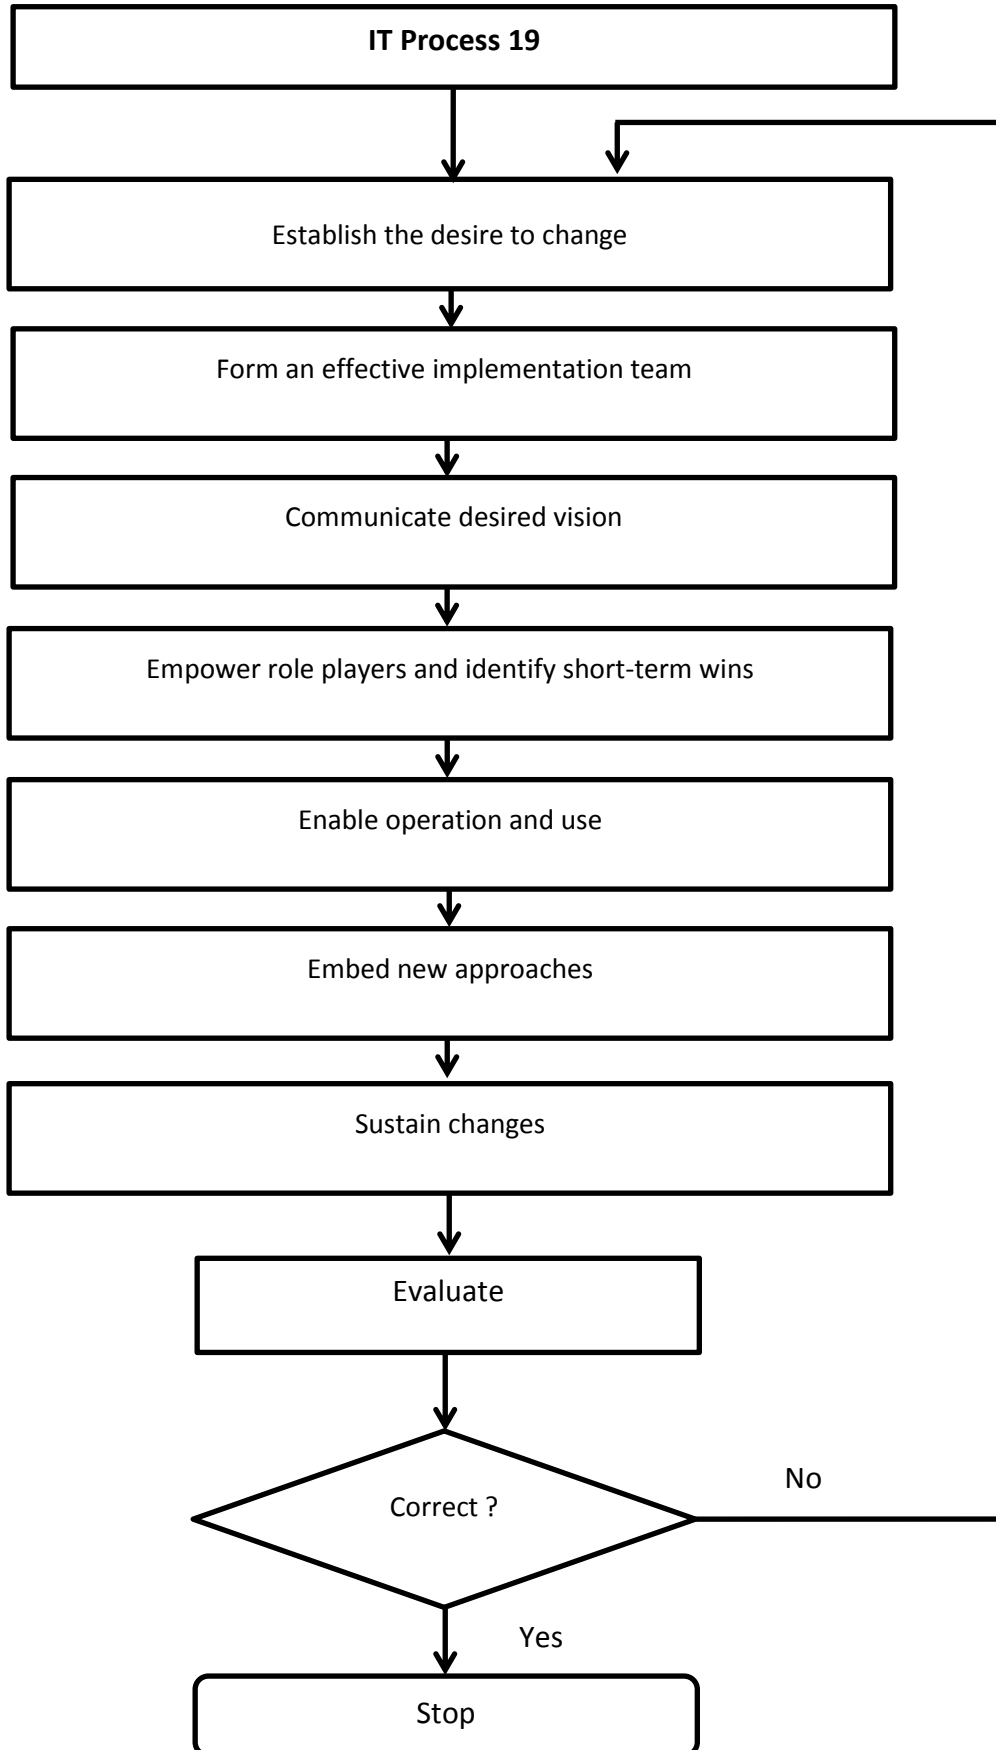 IT Process 19
Establish the desire to change
Form an effective implementation team
Communicate desired vision
Empower role players and identify short-term wins
Enable operation and use
Embed new approaches
Sustain changes
Evaluate
Correct ?
No
Yes
Stop